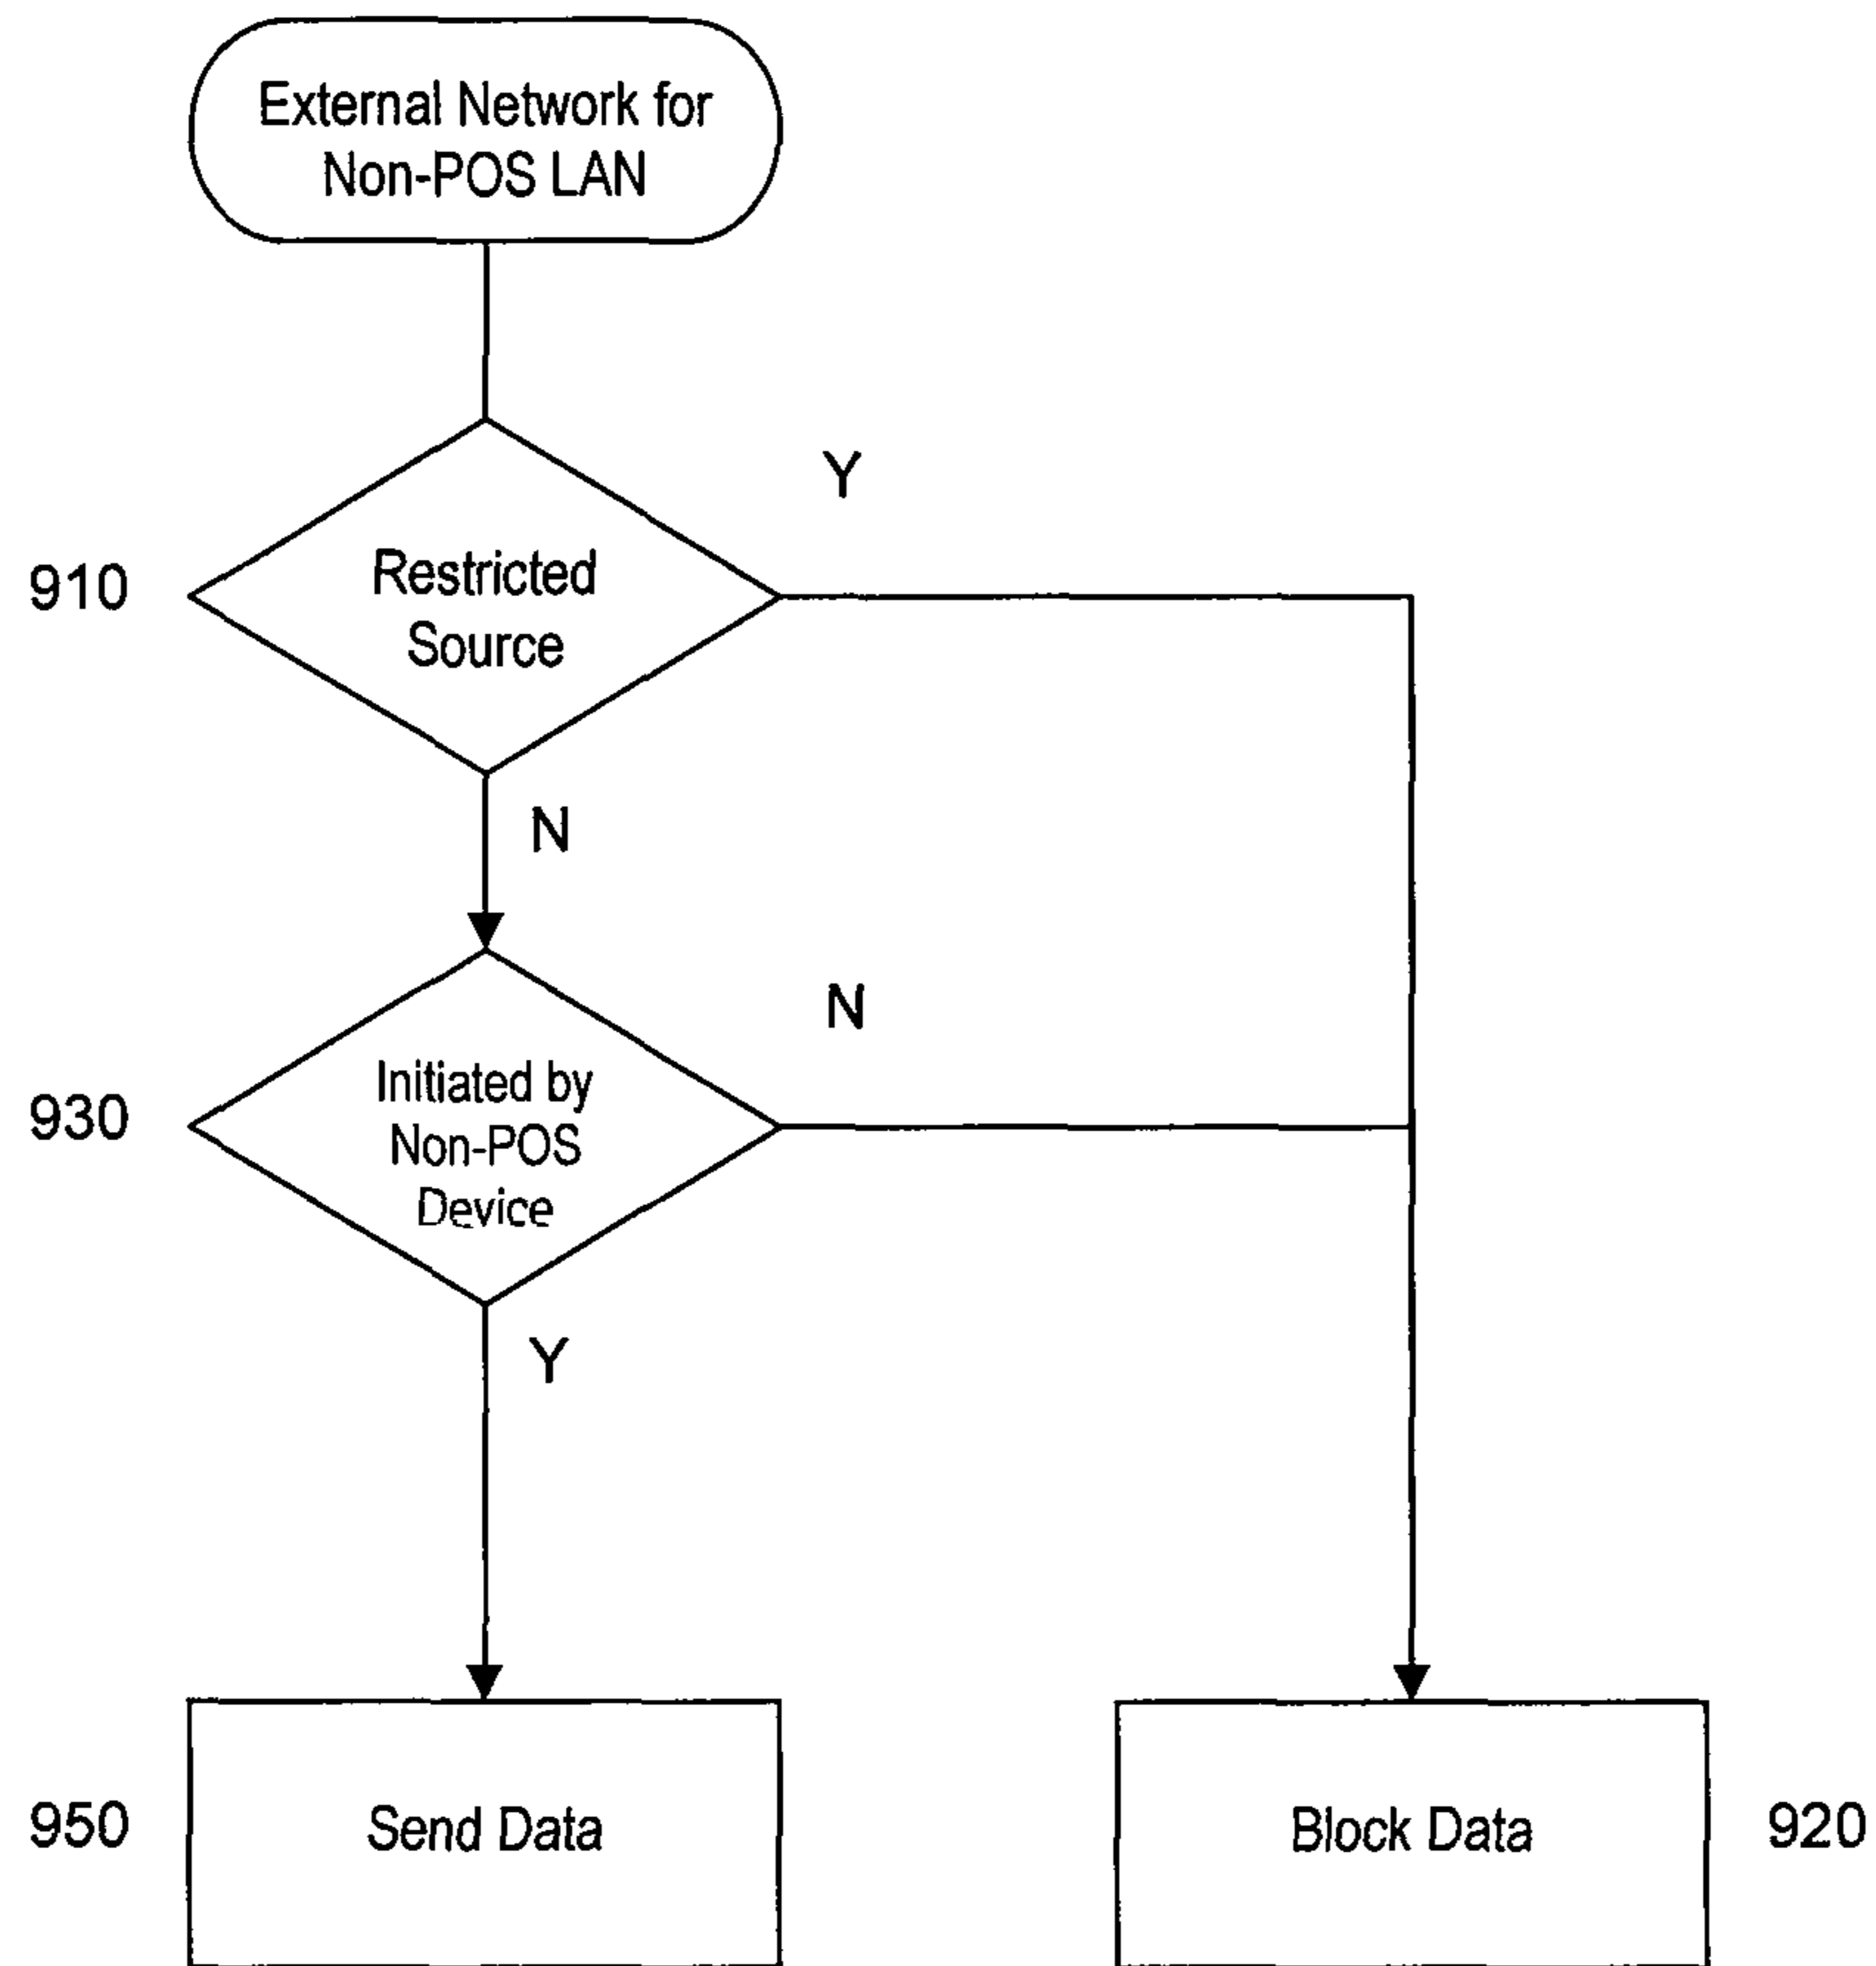 External Network for
Non-POS LAN
Y
910
Restricted
Source
N
N
930
Initiated by
Non-POS
Device
Y
950
Send Data
Block Data
920